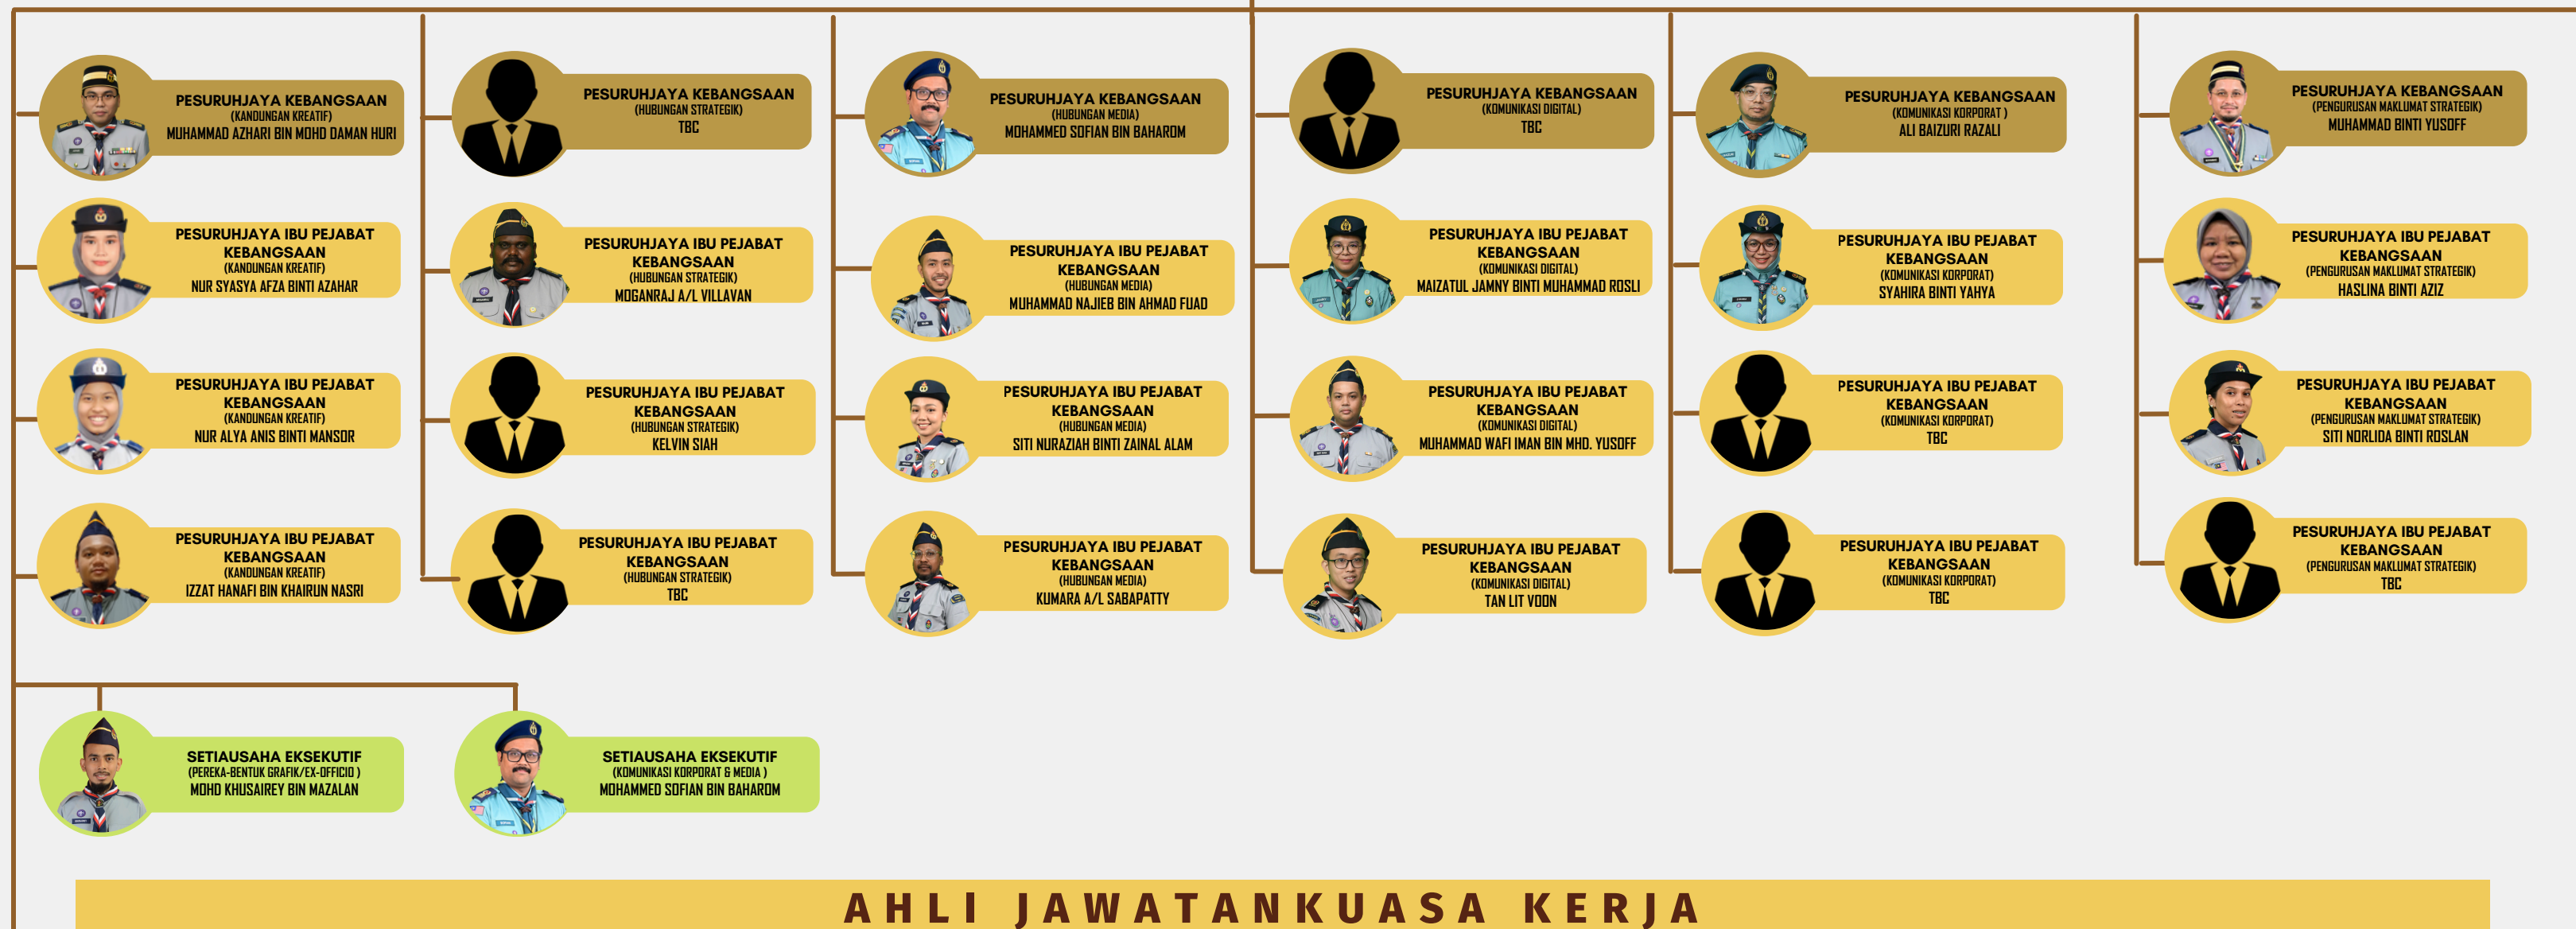 PESURUHJAYA KEBANGSAAN
(KANDUNGAN KREATIF)
MUHAMMAD AZHARI BIN MOHD DAMAN HURI
PESURUHJAYA IBU PEJABAT
KEBANGSAAN
(KANDUNGAN KREATIF)
NUR SYASYA AFZA BINTI AZAHAR
PESURUHJAYA IBU PEJABAT
KEBANGSAAN
(KANDUNGAN KREATIF)
NUR ALYA ANIS BINTI MANSOR
PESURUHJAYA IBU PEJABAT
KEBANGSAAN
(KANDUNGAN KREATIF)
IZZAT HANAFI BIN KHAIRUN NASRI
PESURUHJAYA KEBANGSAAN
(HUBUNGAN STRATEGIK)
TBC
PESURUHJAYA IBU PEJABAT
KEBANGSAAN
(HUBUNGAN STRATEGIK)
MOGANRAJ A/L VILLAVAN
PESURUHJAYA IBU PEJABAT
KEBANGSAAN
(HUBUNGAN STRATEGIK)
KELVIN SIAH
PESURUHJAYA IBU PEJABAT
KEBANGSAAN
(HUBUNGAN STRATEGIK)
TBC
PESURUHJAYA KEBANGSAAN
(HUBUNGAN MEDIA)
MOHAMMED SOFIAN BIN BAHAROM
PESURUHJAYA IBU PEJABAT
KEBANGSAAN
(HUBUNGAN MEDIA)
MUHAMMAD NAJIEB BIN AHMAD FUAD
PESURUHJAYA IBU PEJABAT
KEBANGSAAN
(HUBUNGAN MEDIA)
SITI NURAZIAH BINTI ZAINAL ALAM
PESURUHJAYA IBU PEJABAT
KEBANGSAAN
(HUBUNGAN MEDIA)
KUMARA A/L SABAPATTY
PESURUHJAYA KEBANGSAAN
(KOMUNIKASI DIGITAL)
TBC
PESURUHJAYA IBU PEJABAT
KEBANGSAAN
(KOMUNIKASI DIGITAL)
MAIZATUL JAMNY BINTI MUHAMMAD ROSLI
PESURUHJAYA IBU PEJABAT
KEBANGSAAN
(KOMUNIKASI DIGITAL)
MUHAMMAD WAFI IMAN BIN MHD. YUSOFF
PESURUHJAYA IBU PEJABAT
KEBANGSAAN
(KOMUNIKASI DIGITAL)
TAN LIT VOON
PESURUHJAYA KEBANGSAAN
(KOMUNIKASI KORPORAT )
ALI BAIZURI RAZALI
PESURUHJAYA IBU PEJABAT
KEBANGSAAN
(KOMUNIKASI KORPORAT)
SYAHIRA BINTI YAHYA
PESURUHJAYA IBU PEJABAT
KEBANGSAAN
(KOMUNIKASI KORPORAT)
TBC
PESURUHJAYA IBU PEJABAT
KEBANGSAAN
(KOMUNIKASI KORPORAT)
TBC
PESURUHJAYA KEBANGSAAN
(PENGURUSAN MAKLUMAT STRATEGIK)
MUHAMMAD BINTI YUSOFF
PESURUHJAYA IBU PEJABAT
KEBANGSAAN
(PENGURUSAN MAKLUMAT STRATEGIK)
HASLINA BINTI AZIZ
PESURUHJAYA IBU PEJABAT
KEBANGSAAN
(PENGURUSAN MAKLUMAT STRATEGIK)
SITI NORLIDA BINTI ROSLAN
PESURUHJAYA IBU PEJABAT
KEBANGSAAN
(PENGURUSAN MAKLUMAT STRATEGIK)
TBC
SETIAUSAHA EKSEKUTIF
(PEREKA-BENTUK GRAFIK/EX-OFFICIO )
MOHD KHUSAIREY BIN MAZALAN
SETIAUSAHA EKSEKUTIF
(KOMUNIKASI KORPORAT & MEDIA )
MOHAMMED SOFIAN BIN BAHAROM
AHLI JAWATANKUASA KERJA